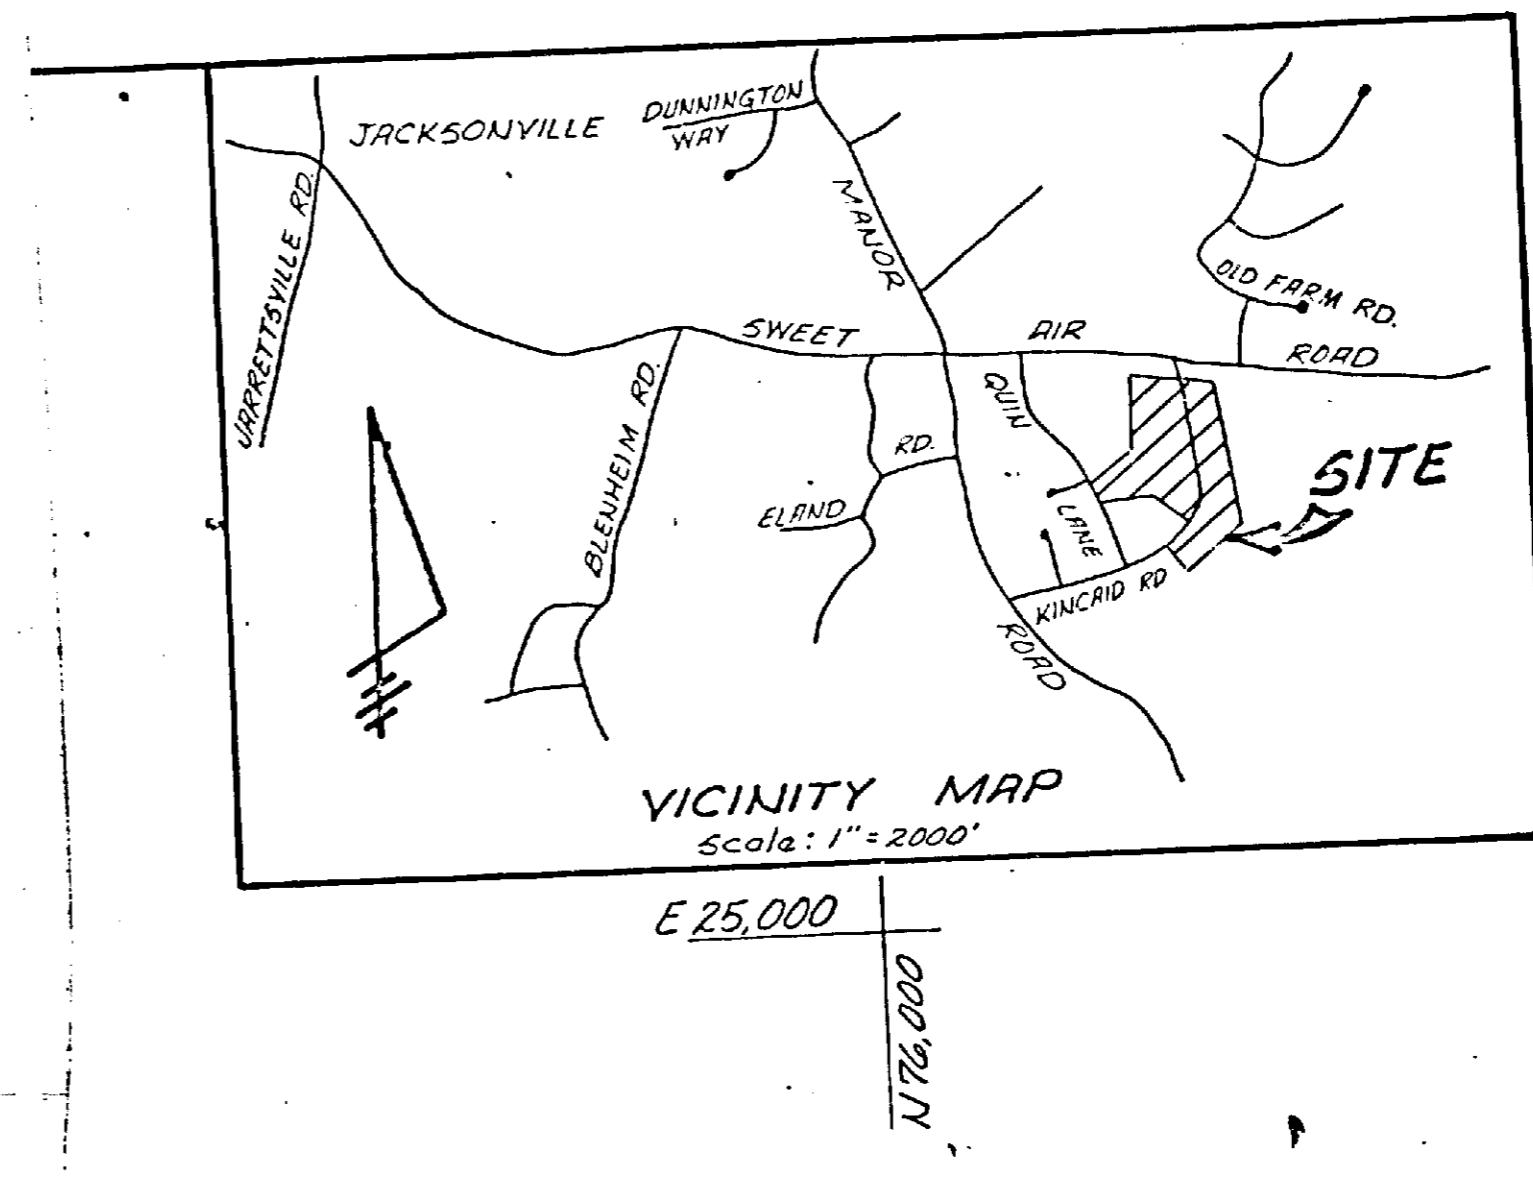 JACKSONVILLE
DUNNINGTON
WAY
JARRETTSVILLE RD.
MANOR
OLD FARM RD.
SWEET
AIR
ROAD
QUIN
BLENHEIM RD.
RD.
SITE
ELAND
LANE
KINCAID RD
ROAD
VICINITY MAP
Scale: 1" = 2000'
E 25,000
N 76,000